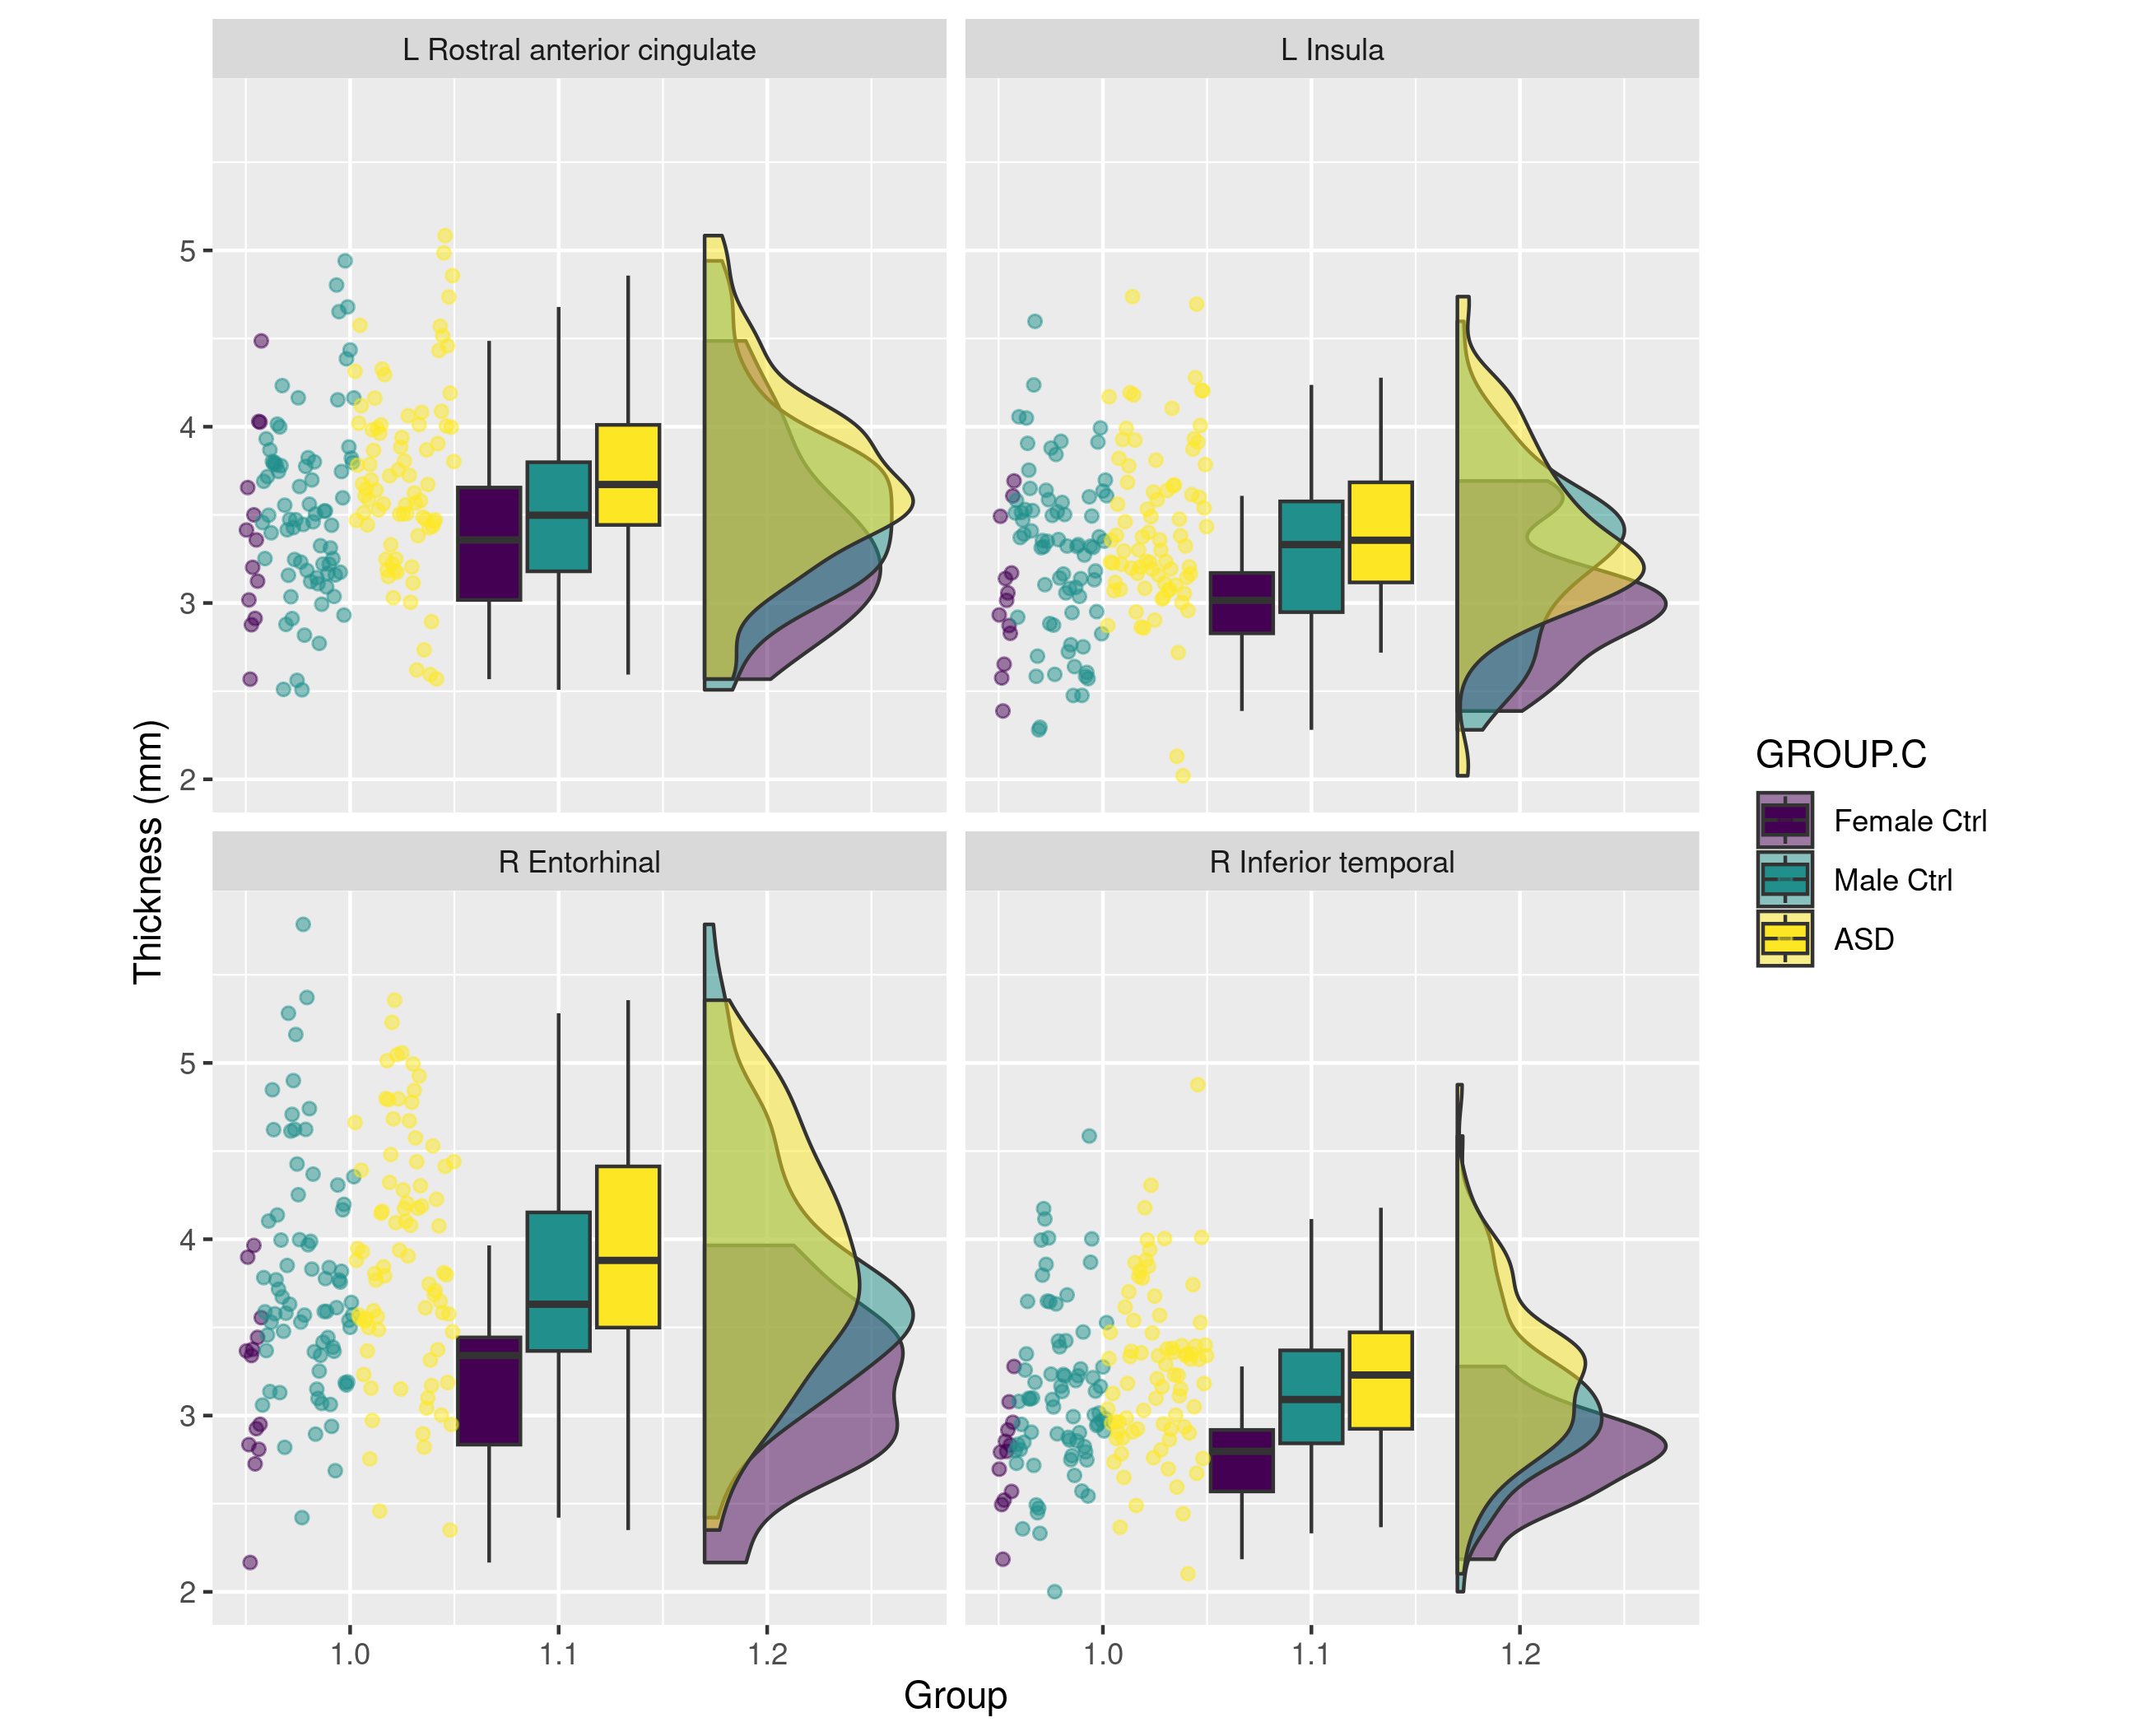 L Rostral anterior cingulate
L Insula
5
4
3
2
R Entorhinal
R Inferior temporal
5
4
3
2
1.0
1.1
1.2
1.0
1.1
1.2
Thickness (mm)
Group
GROUP.C
Female Ctrl
Male Ctrl
ASD